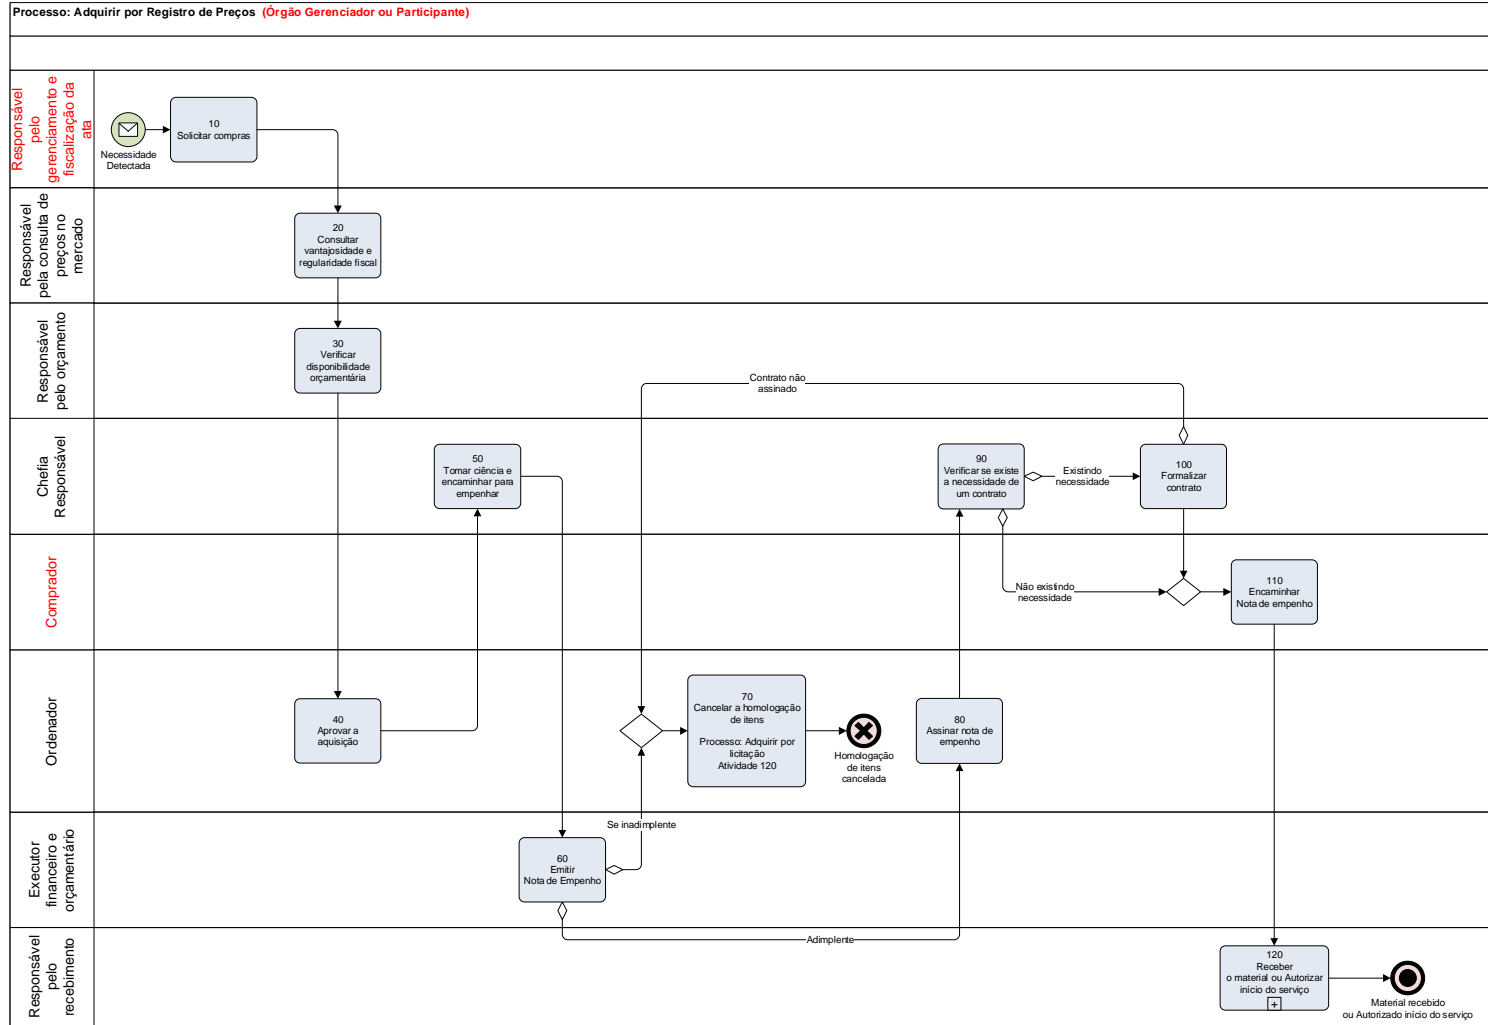 Processo: Adquirir por Registro de Preços (Órgão Gerenciador ou Participante)
Responsável
pelo
gerenciamento e
fiscalização da
ata
Necessidade
Detectada
10
Solicitar compras
Responsável
pela consulta de
preços no
mercado
20
Consultar
vantajosidade e
regularidade fiscal
Responsável
pelo orçamento
30
Verificar
disponibilidade
orçamentária
Contrato não
assinado
Chefia
Responsável
50
Tomar ciência e
encaminhar para
empenhar
90
Verificar se existe
a necessidade de
um contrato
Existindo
necessidade
100
Formalizar
contrato
Comprador
Não existindo
necessidade
110
Encaminhar
Nota de empenho
Ordenador
40
Aprovar a
aquisição
70
Cancelar a homologação
de itens
Processo: Adquirir por
licitação
Atividade 120
Homologação
de itens
cancelada
80
Assinar nota de
empenho
Executor
financeiro e
orçamentário
Se inadimplente
60
Emitir
Nota de Empenho
Adimplente
Responsável
pelo
recebimento
120
Receber
o material ou Autorizar
início do serviço
Material recebido
ou Autorizado início do serviço